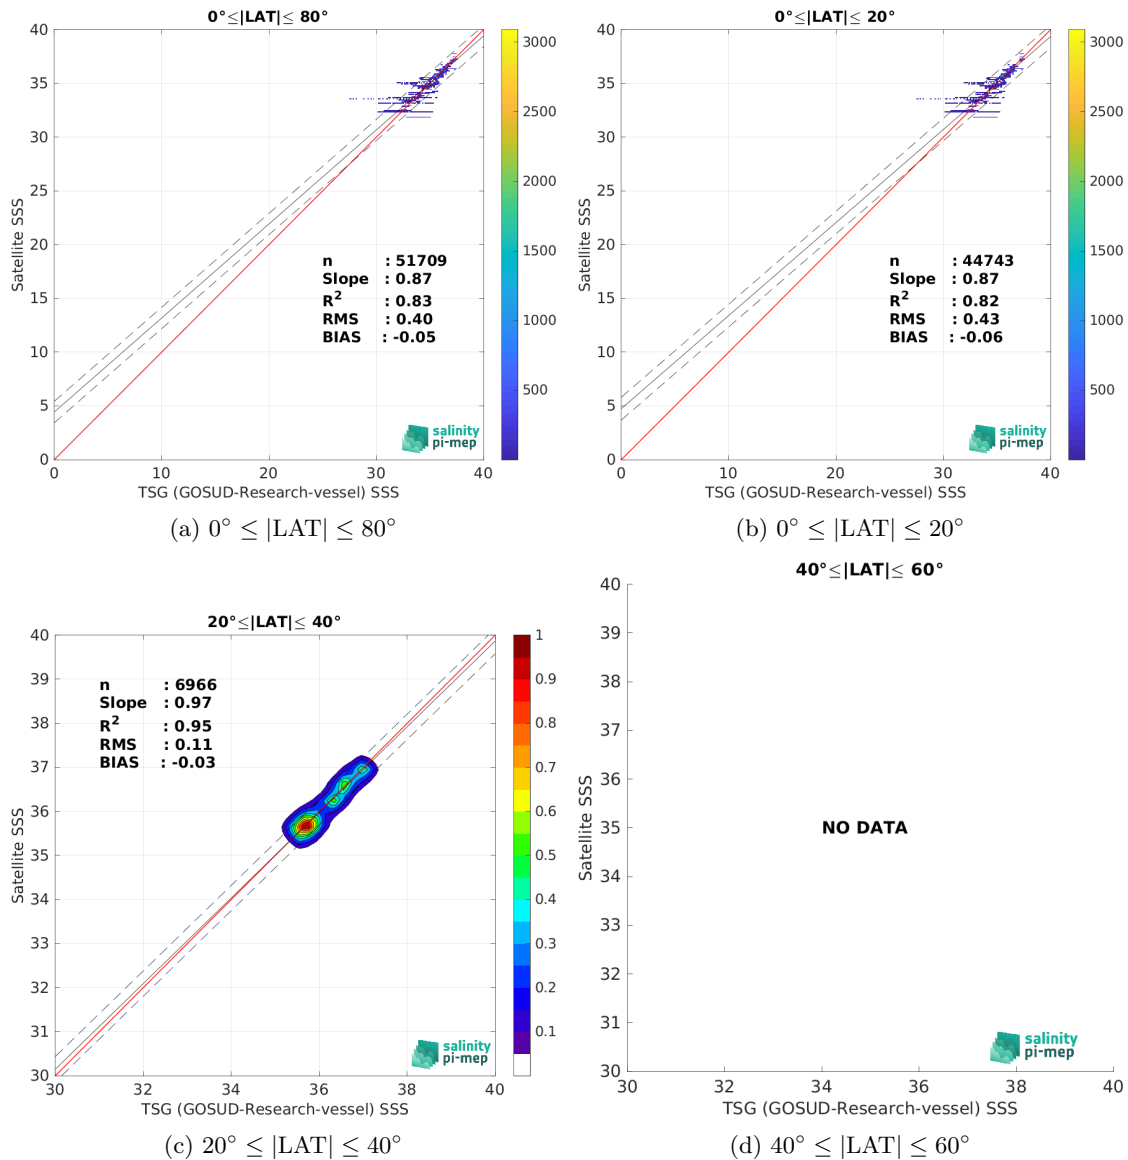 0°≤|LAT|≤ 80°
40
35
30
25
20
15
10
5
0
Satellite SSS
n : 51709
Slope : 0.87
R² : 0.83
RMS : 0.40
BIAS : -0.05
salinity
pi-mep
0 10 20 30 40
TSG (GOSUD-Research-vessel) SSS
3000
2500
2000
1500
1000
500
(a) 0° ≤ |LAT| ≤ 80°
0°≤|LAT|≤ 20°
40
35
30
25
20
15
10
5
0
Satellite SSS
n : 44743
Slope : 0.87
R² : 0.82
RMS : 0.43
BIAS : -0.06
salinity
pi-mep
0 10 20 30 40
TSG (GOSUD-Research-vessel) SSS
3000
2500
2000
1500
1000
500
(b) 0° ≤ |LAT| ≤ 20°
20°≤|LAT|≤ 40°
40
39
38
37
36
35
34
33
32
31
30
Satellite SSS
n : 6966
Slope : 0.97
R² : 0.95
RMS : 0.11
BIAS : -0.03
salinity
pi-mep
30 32 34 36 38 40
TSG (GOSUD-Research-vessel) SSS
1
0.9
0.8
0.7
0.6
0.5
0.4
0.3
0.2
0.1
(c) 20° ≤ |LAT| ≤ 40°
40°≤|LAT|≤ 60°
40
39
38
37
36
35
34
33
32
31
30
Satellite SSS
NO DATA
salinity
pi-mep
30 32 34 36 38 40
TSG (GOSUD-Research-vessel) SSS
(d) 40° ≤ |LAT| ≤ 60°